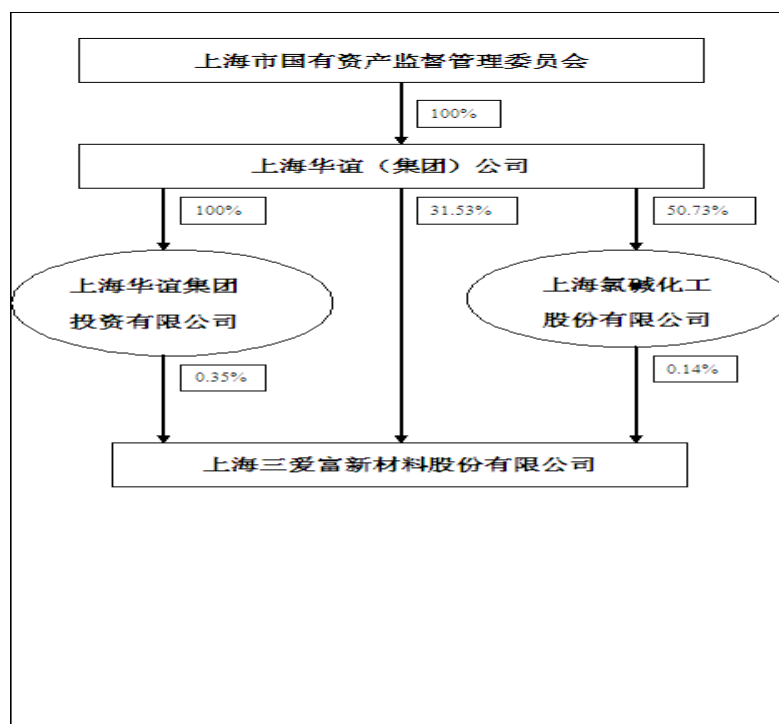 上海市国有资产监督管理委员会
100%
上海华谊（集团）公司
100%
31.53%
50.73%
上海华谊集团
投资有限公司
上海氯碱化工
股份有限公司
0.35%
0.14%
上海三爱富新材料股份有限公司